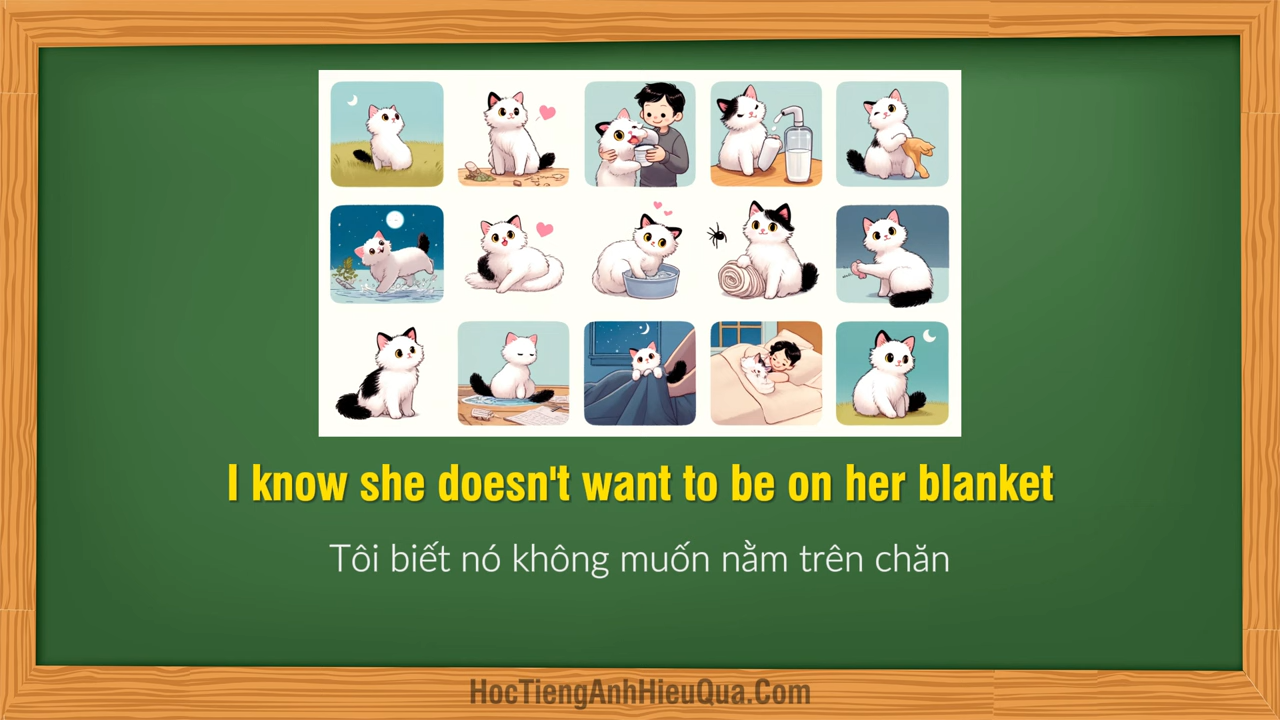 I know she doesn't want to be on her blanket
Tôi biết nó không muốn nằm trên chăn
HocTiengAnhHieuQua.Com